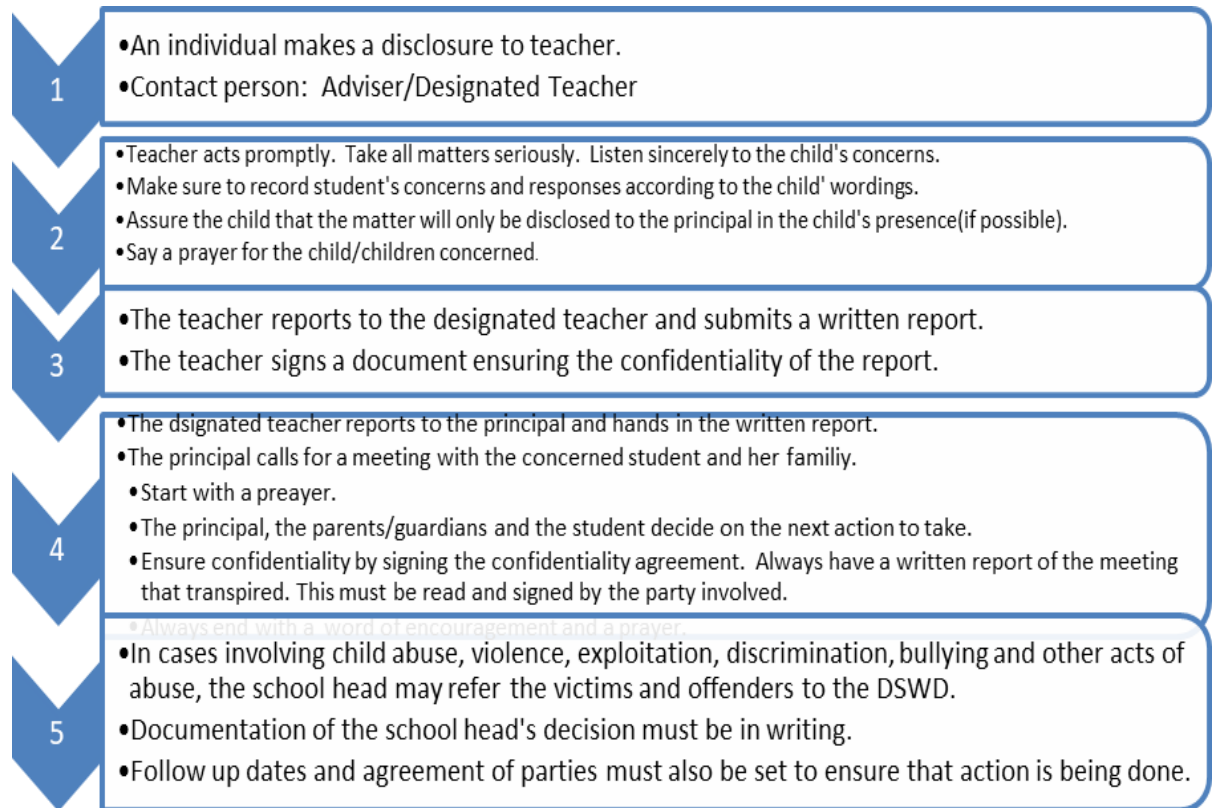 1
•An individual makes a disclosure to teacher.
•Contact person:  Adviser/Designated Teacher
2
•Teacher acts promptly.  Take all matters seriously.  Listen sincerely to the child's concerns.
•Make sure to record student's concerns and responses according to the child' wordings.
•Assure the child that the matter will only be disclosed to the principal in the child's presence(if possible).
•Say a prayer for the child/children concerned.
3
•The teacher reports to the designated teacher and submits a written report.
•The teacher signs a document ensuring the confidentiality of the report.
4
•The dsignated teacher reports to the principal and hands in the written report.
•The principal calls for a meeting with the concerned student and her familiy.
•Start with a preayer.
•The principal, the parents/guardians and the student decide on the next action to take.
•Ensure confidentiality by signing the confidentiality agreement.  Always have a written report of the meeting
that transpired. This must be read and signed by the party involved.
•Always end with a  word of encouragement and a prayer.
5
•In cases involving child abuse, violence, exploitation, discrimination, bullying and other acts of
abuse, the school head may refer the victims and offenders to the DSWD.
•Documentation of the school head's decision must be in writing.
•Follow up dates and agreement of parties must also be set to ensure that action is being done.